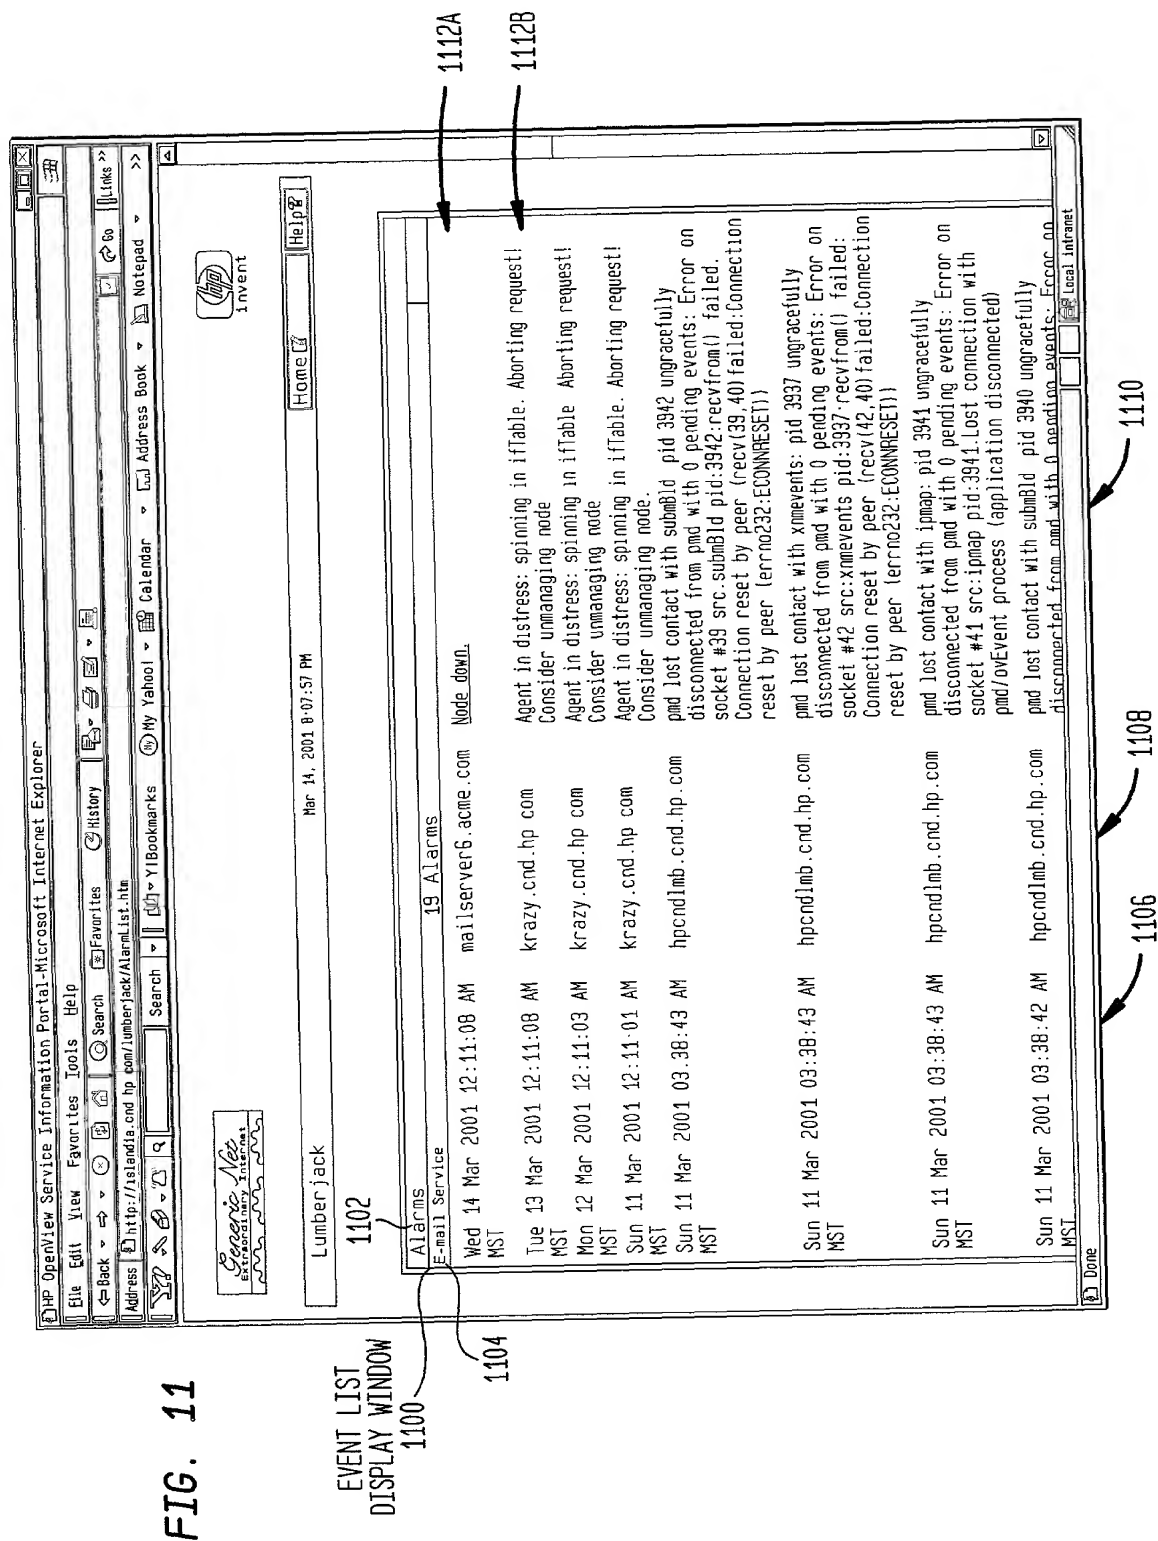 FIG. 11
HP OpenView Service Information Portal-Microsoft Internet Explorer
File Edit View Favorites Tools Help
Back Search Favorites History
Address http://islandia.cnd hp com/lumberjack/AlarmList.htm Go Links >>
Search Y!Bookmarks My Yahoo! Calendar Address Book Notepad >>
Generic Net
Extraordinary Internet
hp
invent
Lumberjack Mar 14, 2001 8:07:57 PM Home Help?
1102
EVENT LIST
DISPLAY WINDOW
1100
1104
Alarms
E-mail Service 19 Alarms
1112A
1112B
Wed 14 Mar 2001 12:11:08 AM mailserver6.acme.com Node down.
MST
Tue 13 Mar 2001 12:11:08 AM krazy.cnd.hp com Agent in distress: spinning in ifTable. Aborting request!
MST Consider unmanaging node
Mon 12 Mar 2001 12:11:03 AM krazy.cnd.hp.com Agent in distress: spinning in ifTable Aborting request!
MST Consider unmanaging node
Sun 11 Mar 2001 12:11·01 AM krazy.cnd.hp com Agent in distress: spinning in ifTable. Aborting request!
MST Consider unmanaging node.
Sun 11 Mar 2001 03.38:43 AM hpcndlmb.cnd.hp.com pmd lost contact with submBld pid 3942 ungracefully
MST disconnected from pmd with 0 pending events: Error on
socket #39 src.submBld pid:3942:recvfrom() failed.
Connection reset by peer (recv(39,40)failed:Connection
reset by peer (errno232:ECONNRESET))
Sun 11 Mar 2001 03:38:43 AM hpcndlmb.cnd.hp.com pmd lost contact with xnmevents: pid 3937 ungracefully
MST disconnected from pmd with 0 pending events: Error on
socket #42 src::xnmevents pid:3937·recvfrom() failed:
Connection reset by peer (recv(42,40)failed:Connection
reset by peer (errno232:ECONNRESET))
Sun 11 Mar 2001 03:38:43 AM hpcndlmb.cnd.hp.com pmd lost contact with ipmap: pid 3941 ungracefully
MST disconnected from pmd with 0 pending events: Error on
socket #41 src:ipmap pid:3941.Lost connection with
pmd/ovEvent process (application disconnected)
Sun 11 Mar 2001 03:38:42 AM hpcndlmb.cnd.hp.com pmd lost contact with submBld pid 3940 ungracefully
MST disconnected from pmd with 0 pending events: Error on
Done Local intranet
1106
1108
1110